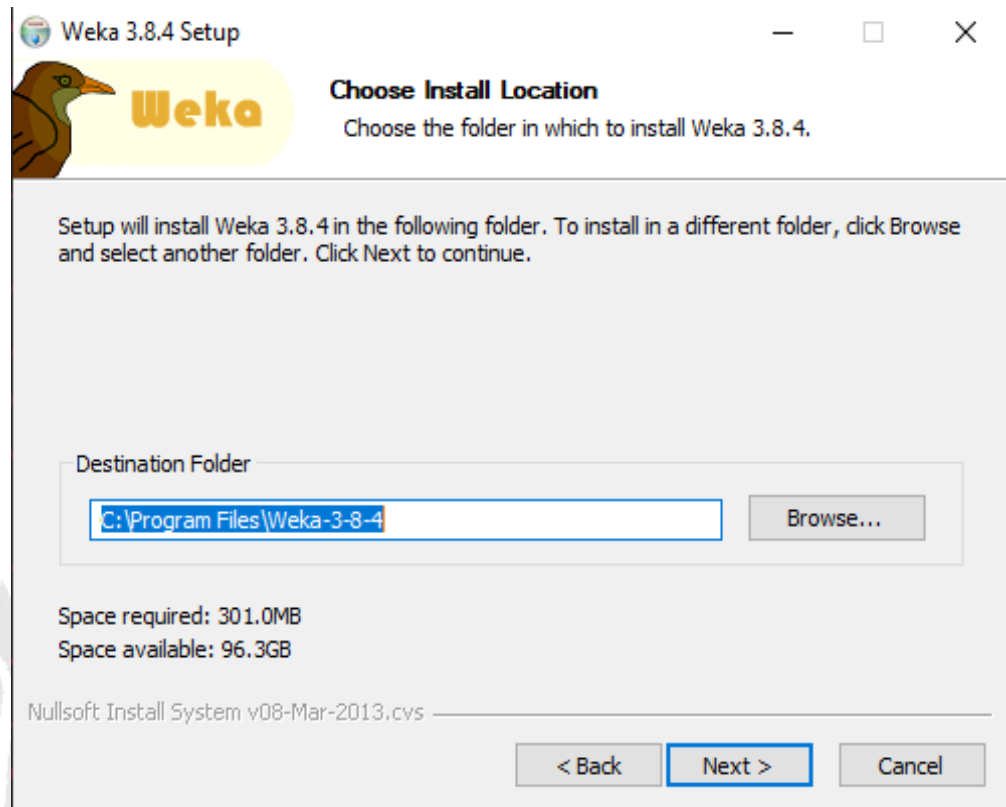 Weka 3.8.4 Setup
Weka
Choose Install Location
Choose the folder in which to install Weka 3.8.4.
Setup will install Weka 3.8.4 in the following folder. To install in a different folder, click Browse
and select another folder. Click Next to continue.
Destination Folder
C:\Program Files\Weka-3-8-4
Browse...
Space required: 301.0MB
Space available: 96.3GB
Nullsoft Install System v08-Mar-2013.cvs
< Back
Next >
Cancel